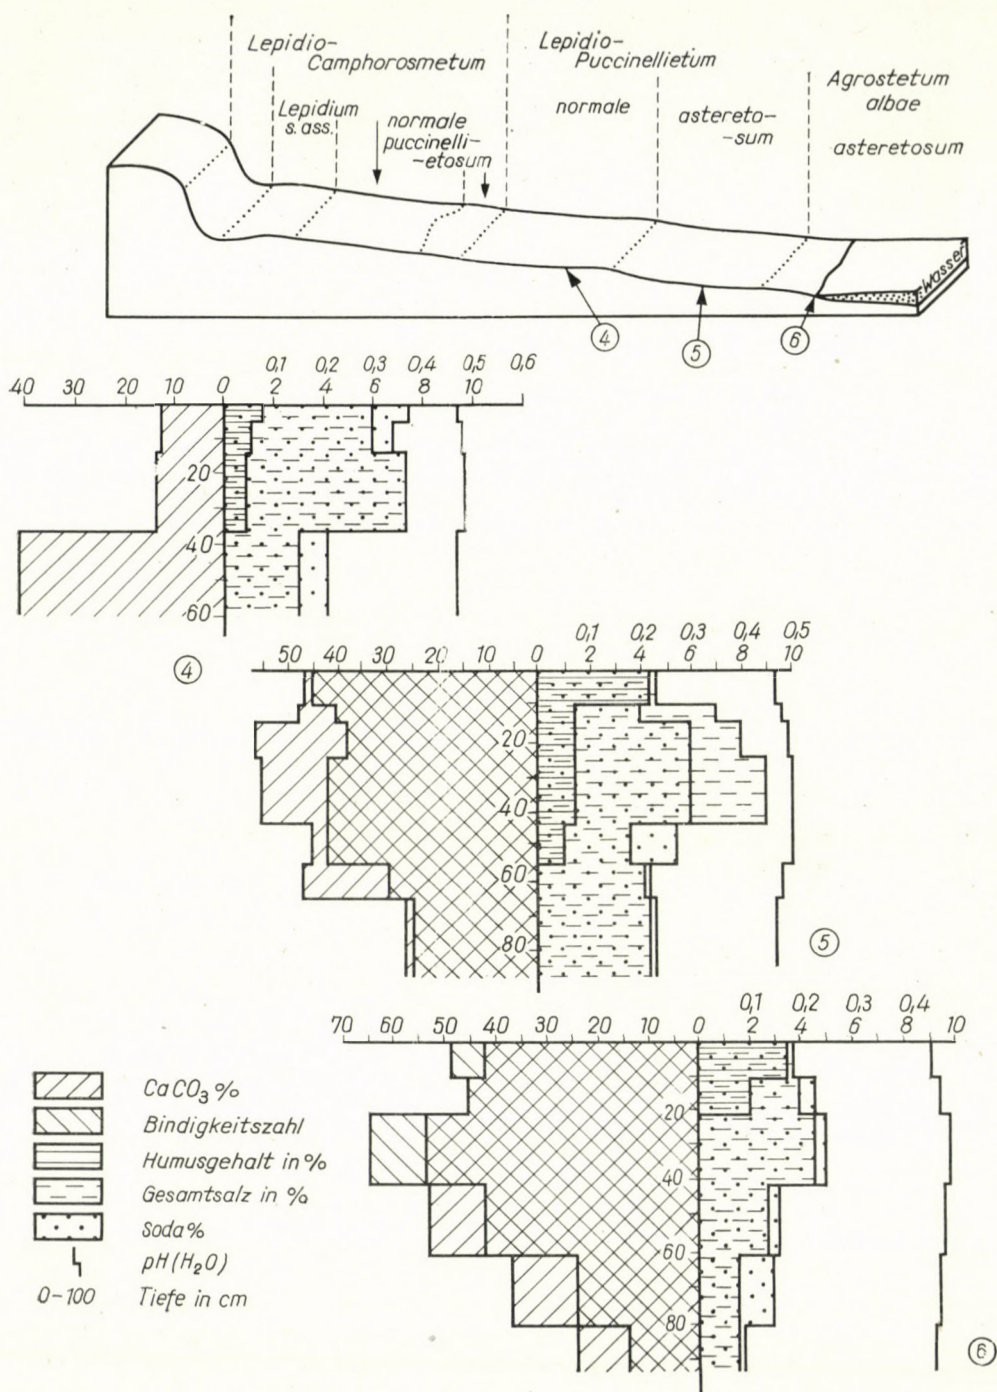 Lepidio-
Camphorosmetum
Lepidio-
Puccinellietum
Agrostetum
albae
Lepidium
s. ass.
normale
puccinelli-
-etosum
normale
astereto-
-sum
asteretosum
Wasser
4
5
6
0,1 0,2 0,3 0,4 0,5 0,6
40 30 20 10 0 2 4 6 8 10
20
40
60
4
0,1 0,2 0,3 0,4 0,5
50 40 30 20 10 0 2 4 6 8 10
20
40
60
80
5
0,1 0,2 0,3 0,4
70 60 50 40 30 20 10 0 2 4 6 8 10
20
40
60
80
6
CaCO₃ %
Bindigkeitszahl
Humusgehalt in %
Gesamtsalz in %
Soda %
pH (H₂O)
0-100 Tiefe in cm